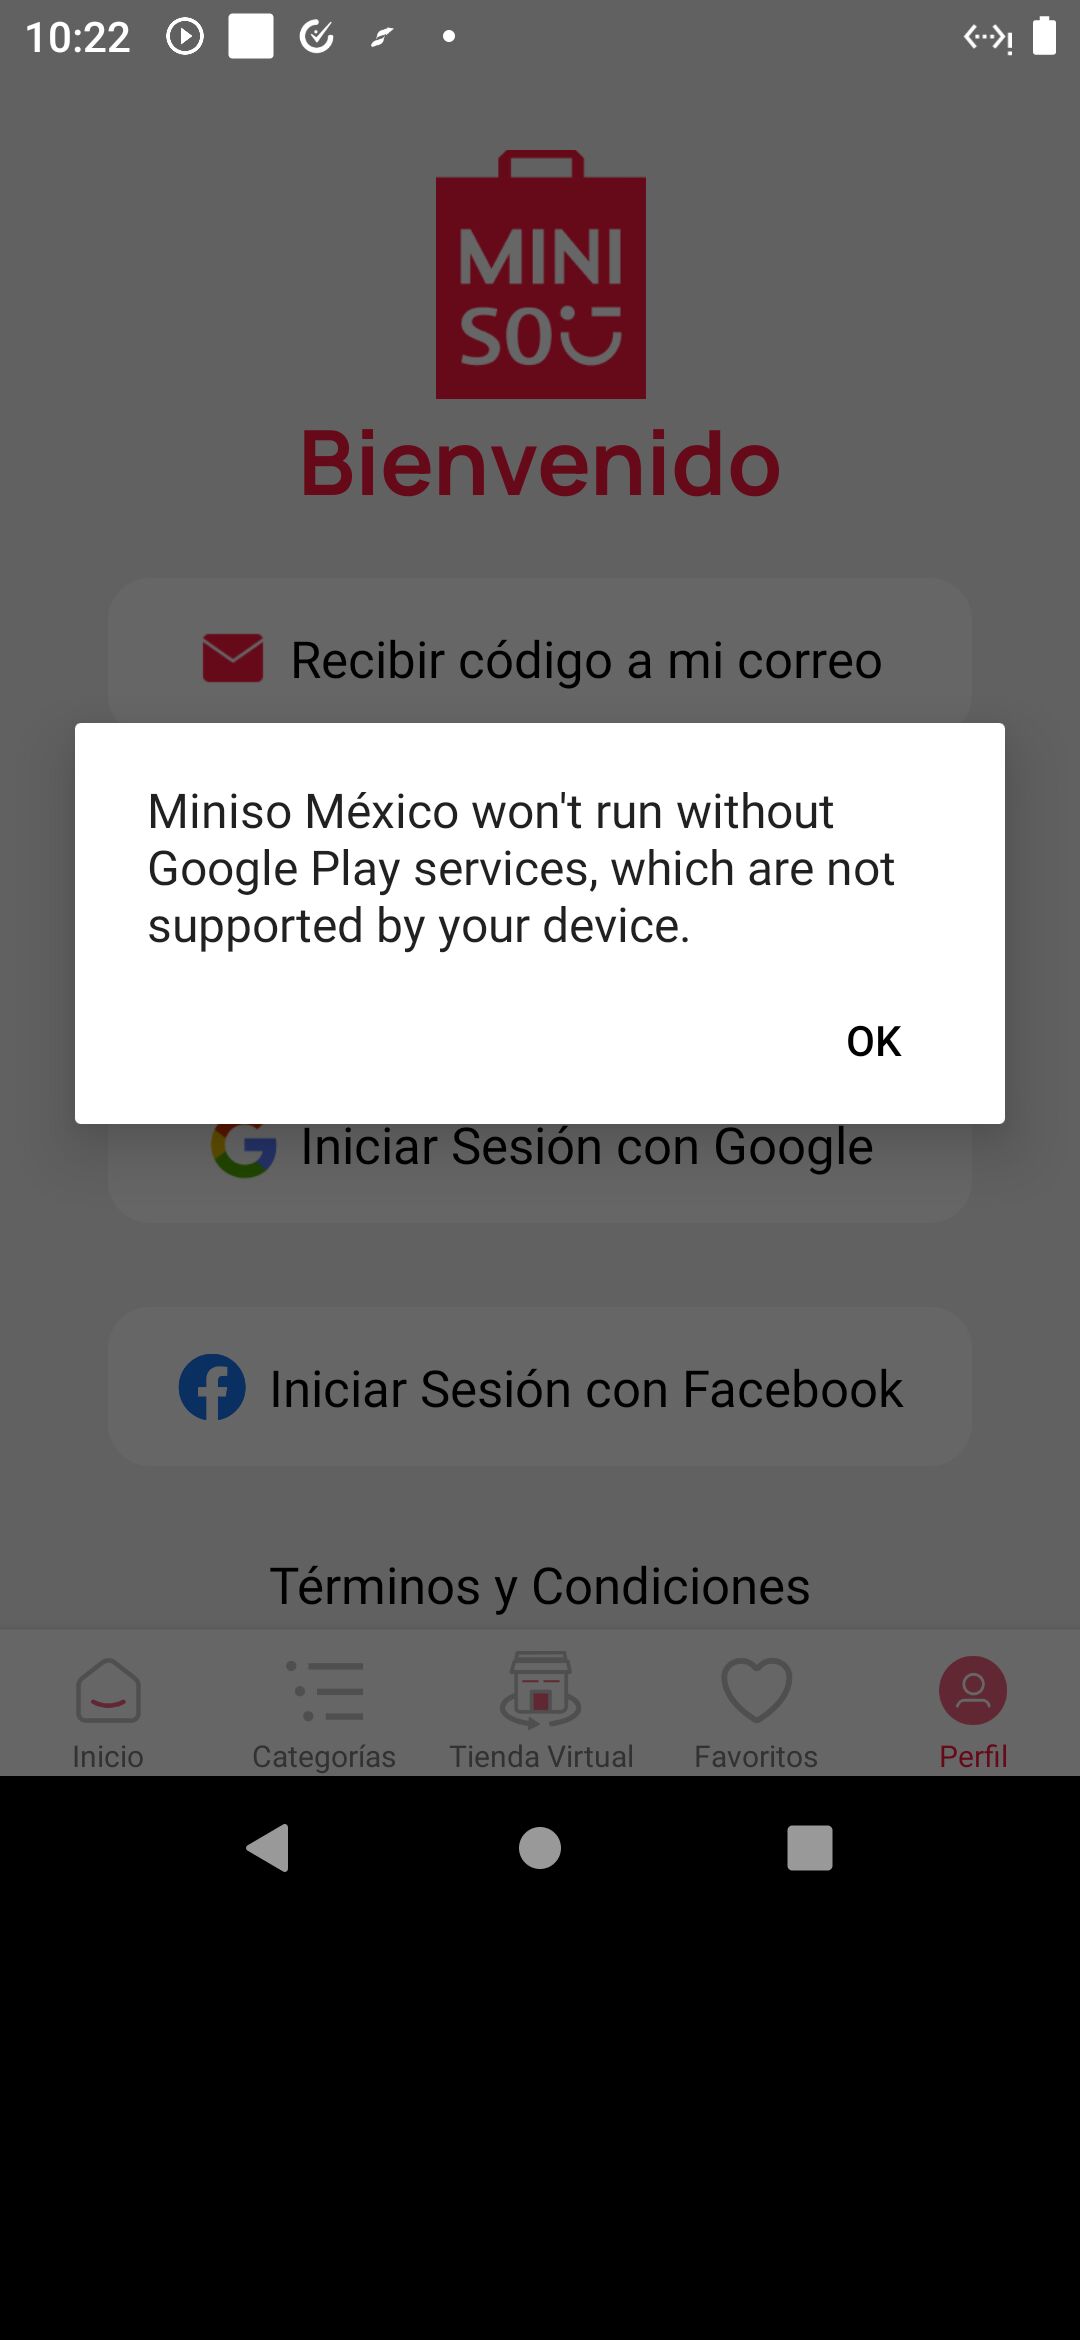 10:22
MINI
SO
Bienvenido
Recibir código a mi correo
Miniso México won't run without
Google Play services, which are not
supported by your device.
OK
Iniciar Sesión con Google
Iniciar Sesión con Facebook
Términos y Condiciones
Inicio Categorías Tienda Virtual Favoritos Perfil